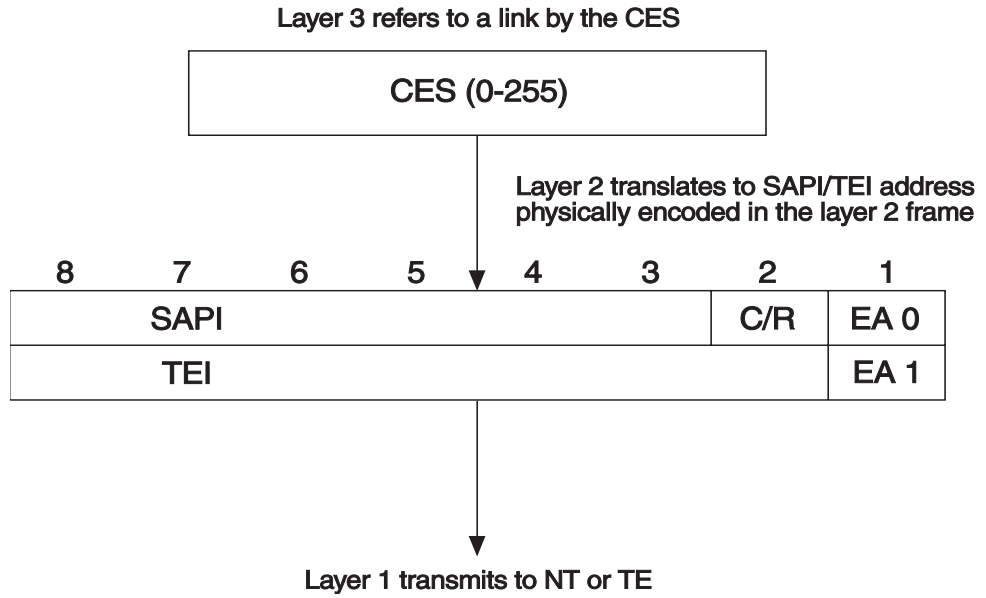 Layer 3 refers to a link by the CES
CES (0-255)
Layer 2 translates to SAPI/TEI address
physically encoded in the layer 2 frame
8 7 6 5 4 3 2 1
SAPI C/R EA 0
TEI EA 1
Layer 1 transmits to NT or TE